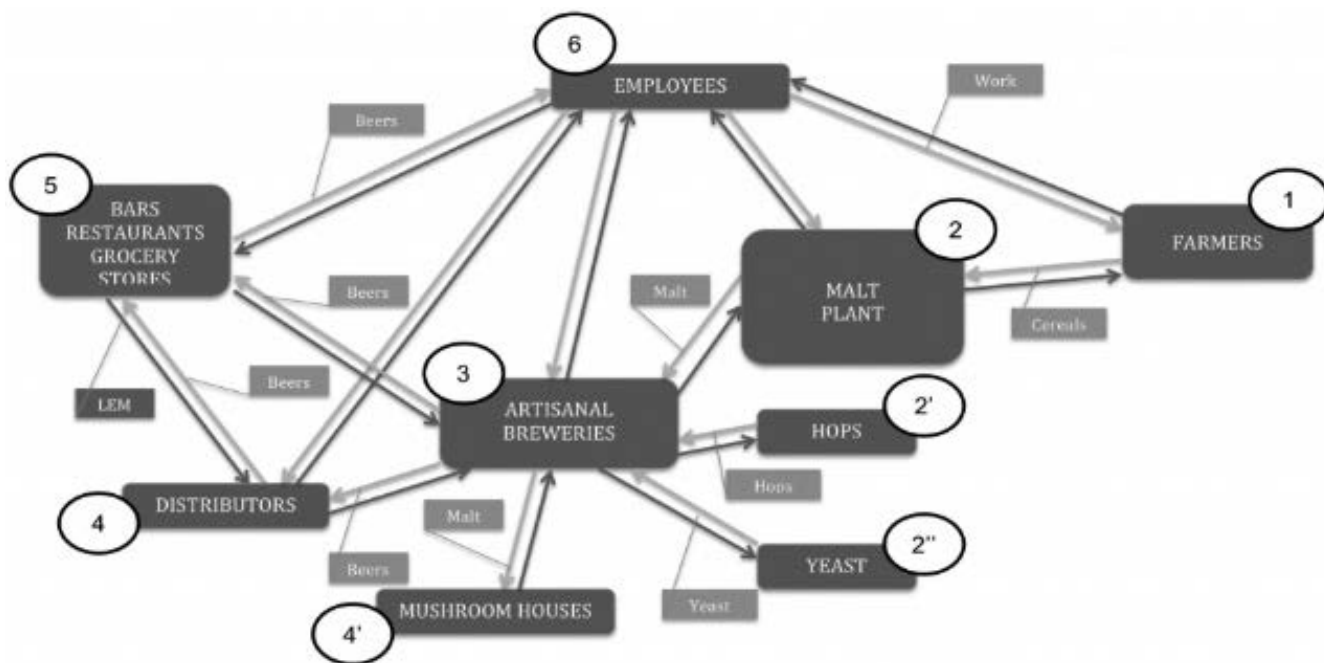 6
EMPLOYEES
Work
Beers
5
BARS
RESTAURANTS
GROCERY
STORES
1
FARMERS
2
MALT
PLANT
Beers
Malt
Cereals
3
ARTISANAL
BREWERIES
2'
HOPS
Beers
LEM
Hops
4
DISTRIBUTORS
Malt
2"
YEAST
Beers
Yeast
4'
MUSHROOM HOUSES